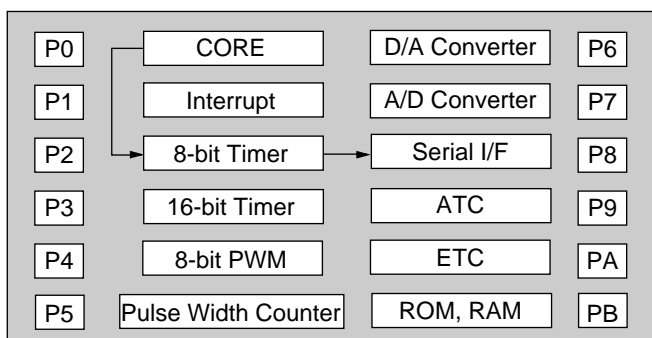 P0 CORE D/A Converter P6
P1 Interrupt A/D Converter P7
P2 8-bit Timer Serial I/F P8
P3 16-bit Timer ATC P9
P4 8-bit PWM ETC PA
P5 Pulse Width Counter ROM, RAM PB